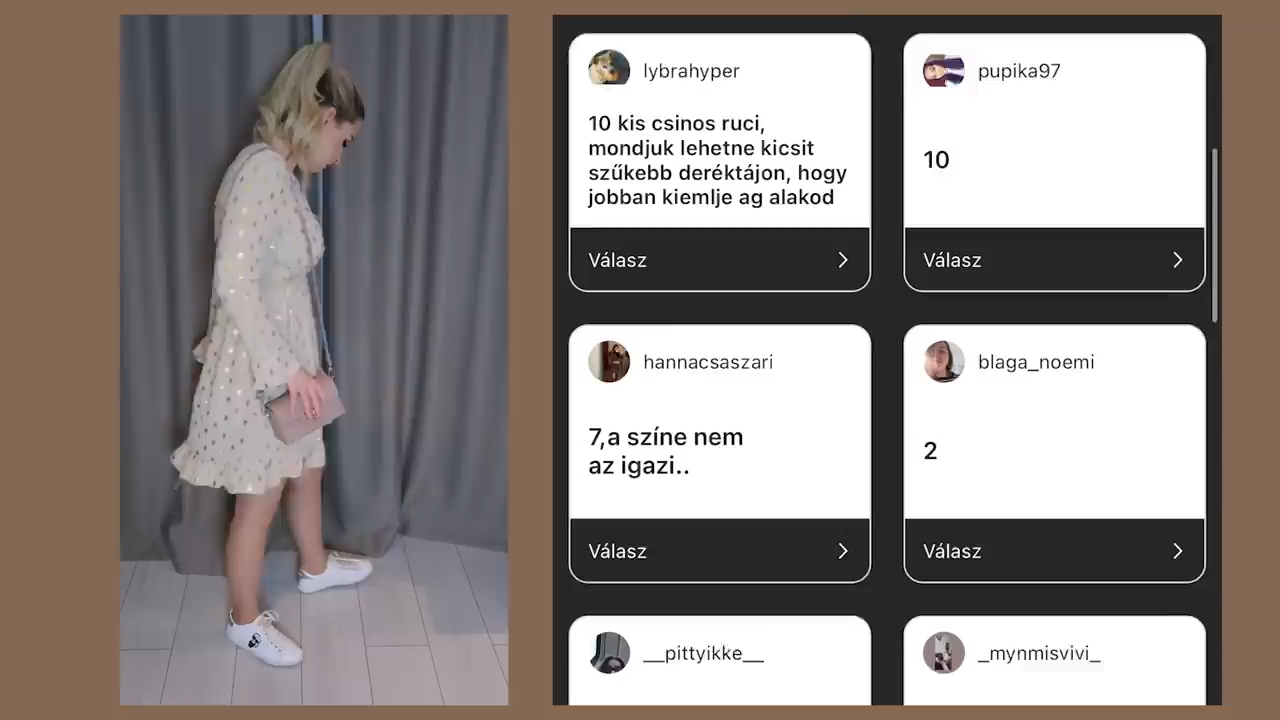 lybrahyper
10 kis csinos ruci,
mondjuk lehetne kicsit
szűkebb deréktájon, hogy
jobban kiemlje ag alakod
Válasz
pupika97
10
Válasz
hannacsaszari
7,a színe nem
az igazi..
Válasz
blaga_noemi
2
Válasz
__pittyikke__
_mynmisvivi_